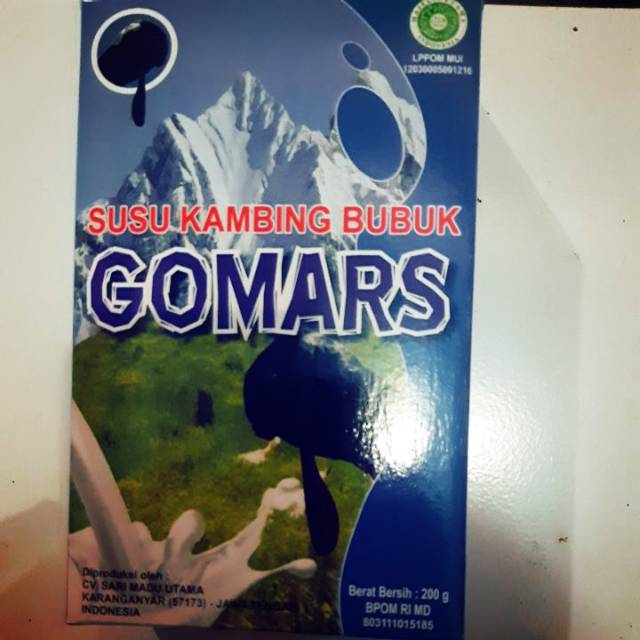 LPPOM MUI
12030005091216
SUSU KAMBING BUBUK
GOMARS
Diproduksi oleh :
CV. SARI MADU UTAMA
KARANGANYAR (57173) - JAWA
INDONESIA
Berat Bersih : 200 g
BPOM RI MD
803111015185